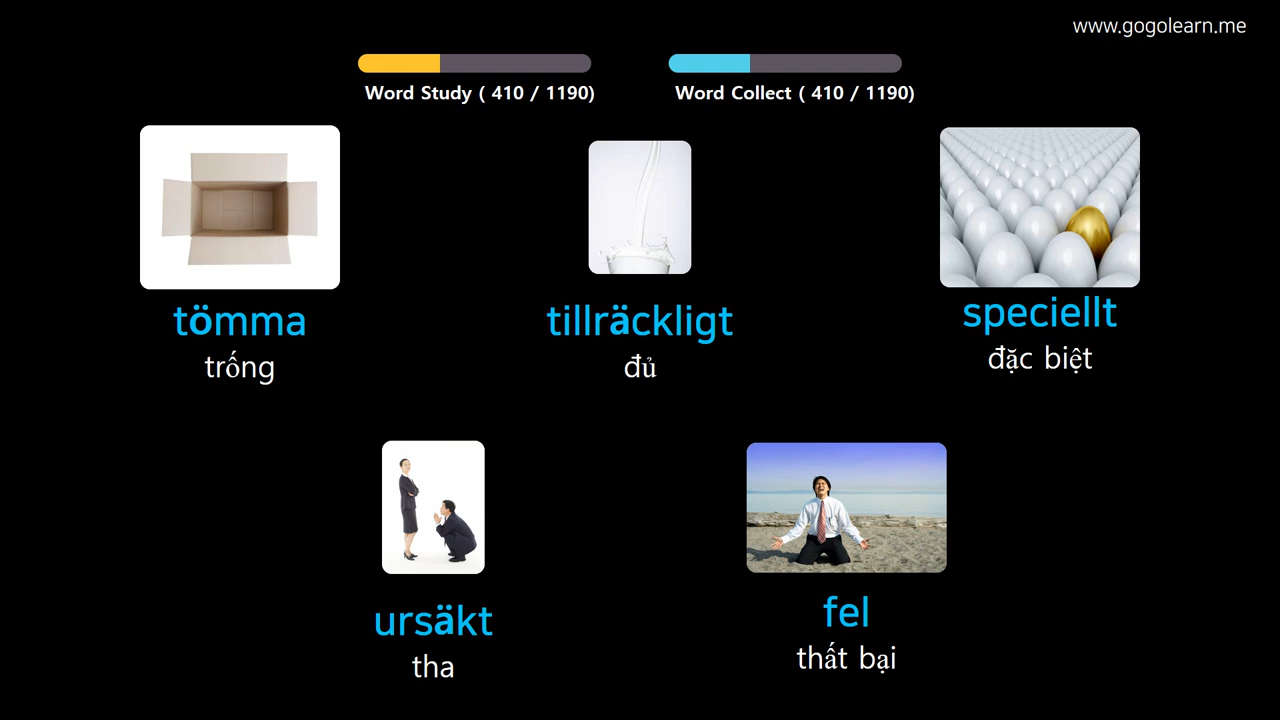 www.gogolearn.me
Word Study ( 410 / 1190)
Word Collect ( 410 / 1190)
tömma
trống
tillräckligt
đủ
speciellt
đặc biệt
ursäkt
tha
fel
thất bại